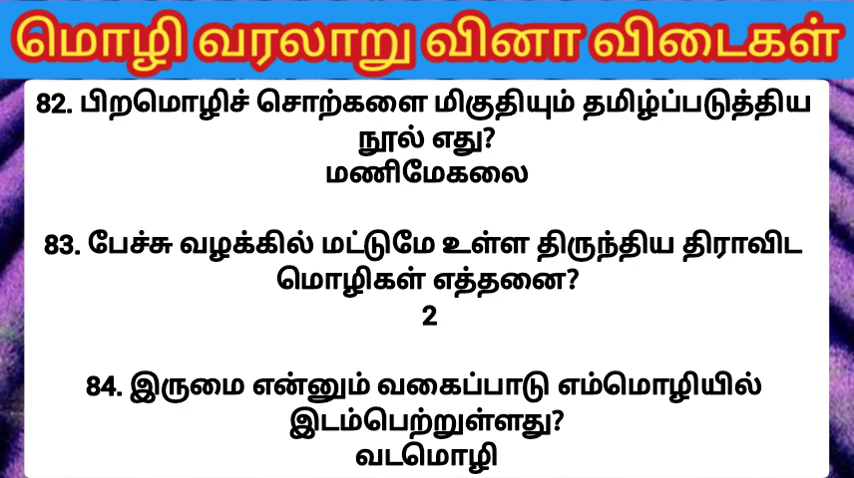 மொழி வரலாறு வினா விடைகள்
82. பிறமொழிச் சொற்களை மிகுதியும் தமிழ்ப்படுத்திய
நூல் எது?
மணிமேகலை
83. பேச்சு வழக்கில் மட்டுமே உள்ள திருந்திய திராவிட
மொழிகள் எத்தனை?
2
84. இருமை என்னும் வகைப்பாடு எம்மொழியில்
இடம்பெற்றுள்ளது?
வடமொழி